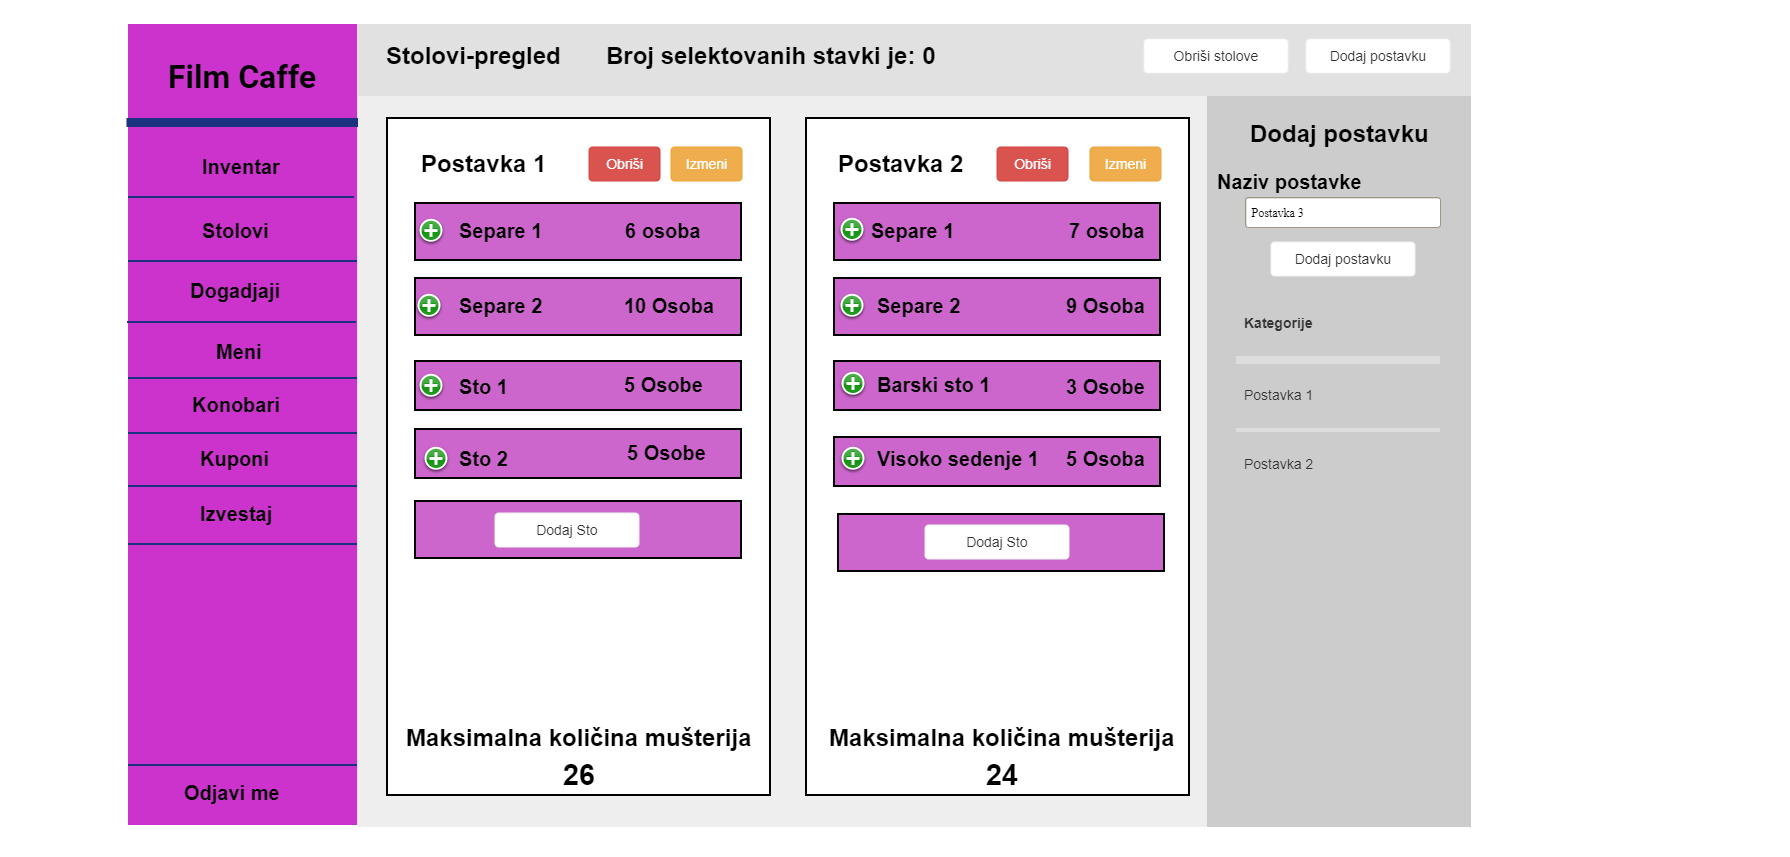 Film Caffe
Inventar
Stolovi
Dogadjaji
Meni
Konobari
Kuponi
Izvestaj
Odjavi me
Stolovi-pregled
Broj selektovanih stavki je: 0
Obriši stolove
Dodaj postavku
Postavka 1
Obriši
Izmeni
Separe 1 6 osoba
Separe 2 10 Osoba
Sto 1 5 Osobe
Sto 2 5 Osobe
Dodaj Sto
Maksimalna količina mušterija
26
Postavka 2
Obriši
Izmeni
Separe 1 7 osoba
Separe 2 9 Osoba
Barski sto 1 3 Osobe
Visoko sedenje 1 5 Osoba
Dodaj Sto
Maksimalna količina mušterija
24
Dodaj postavku
Naziv postavke
Postavka 3
Dodaj postavku
Kategorije
Postavka 1
Postavka 2